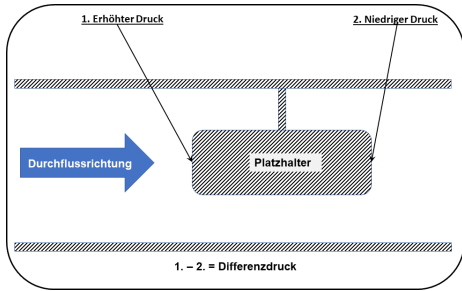 1. Erhöhter Druck
2. Niedriger Druck
Durchflussrichtung
Platzhalter
1. – 2. = Differenzdruck